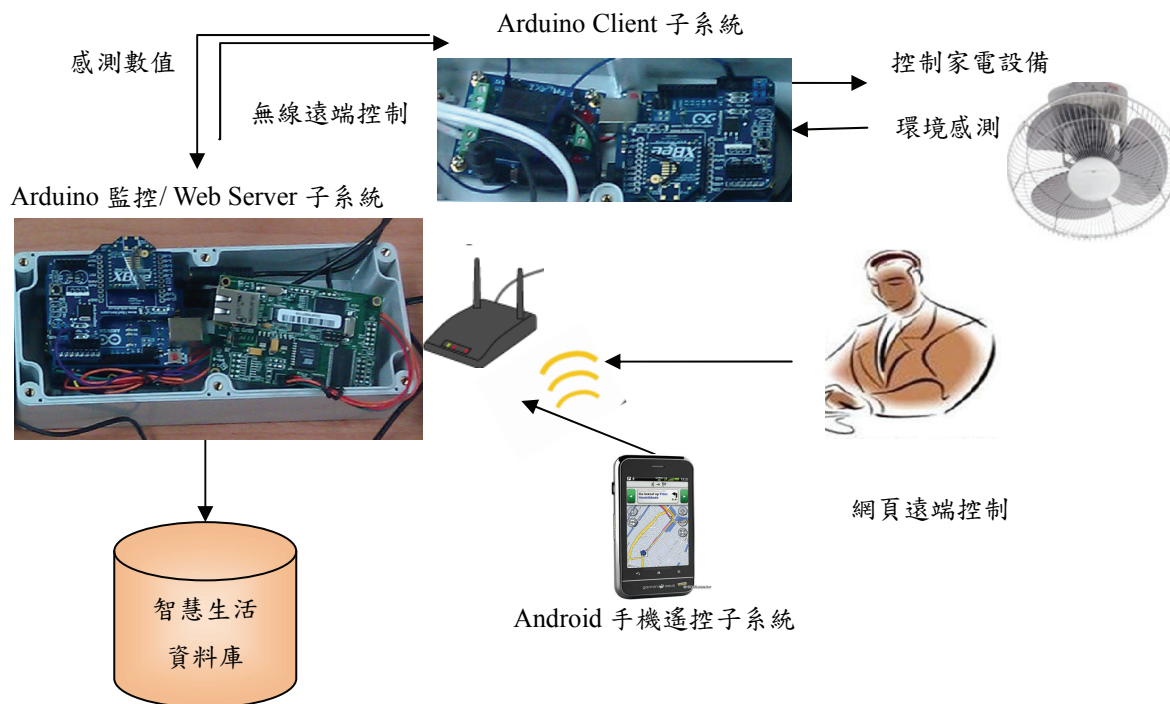 Arduino Client 子系統
感測數值
無線遠端控制
控制家電設備
環境感測
Arduino 監控/ Web Server 子系統
XBee
XBee
網頁遠端控制
Android 手機遙控子系統
智慧生活
資料庫